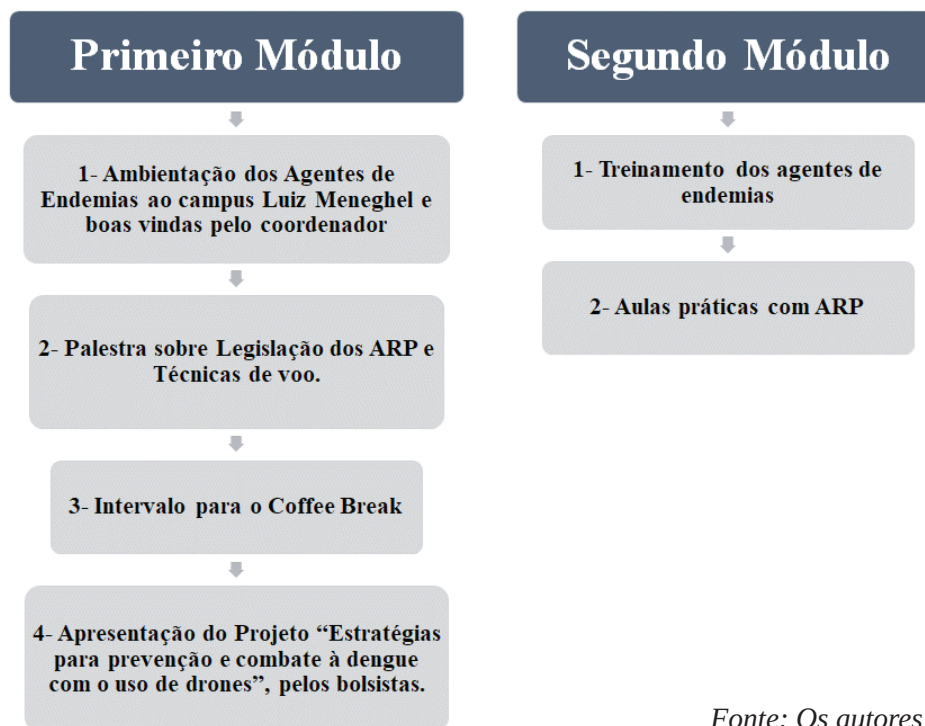 Primeiro Módulo
1- Ambientação dos Agentes de
Endemias ao campus Luiz Meneghel e
boas vindas pelo coordenador
2- Palestra sobre Legislação dos ARP e
Técnicas de voo.
3- Intervalo para o Coffee Break
4- Apresentação do Projeto “Estratégias
para prevenção e combate à dengue
com o uso de drones”, pelos bolsistas.
Segundo Módulo
1- Treinamento dos agentes de
endemias
2- Aulas práticas com ARP
Fonte: Os autores